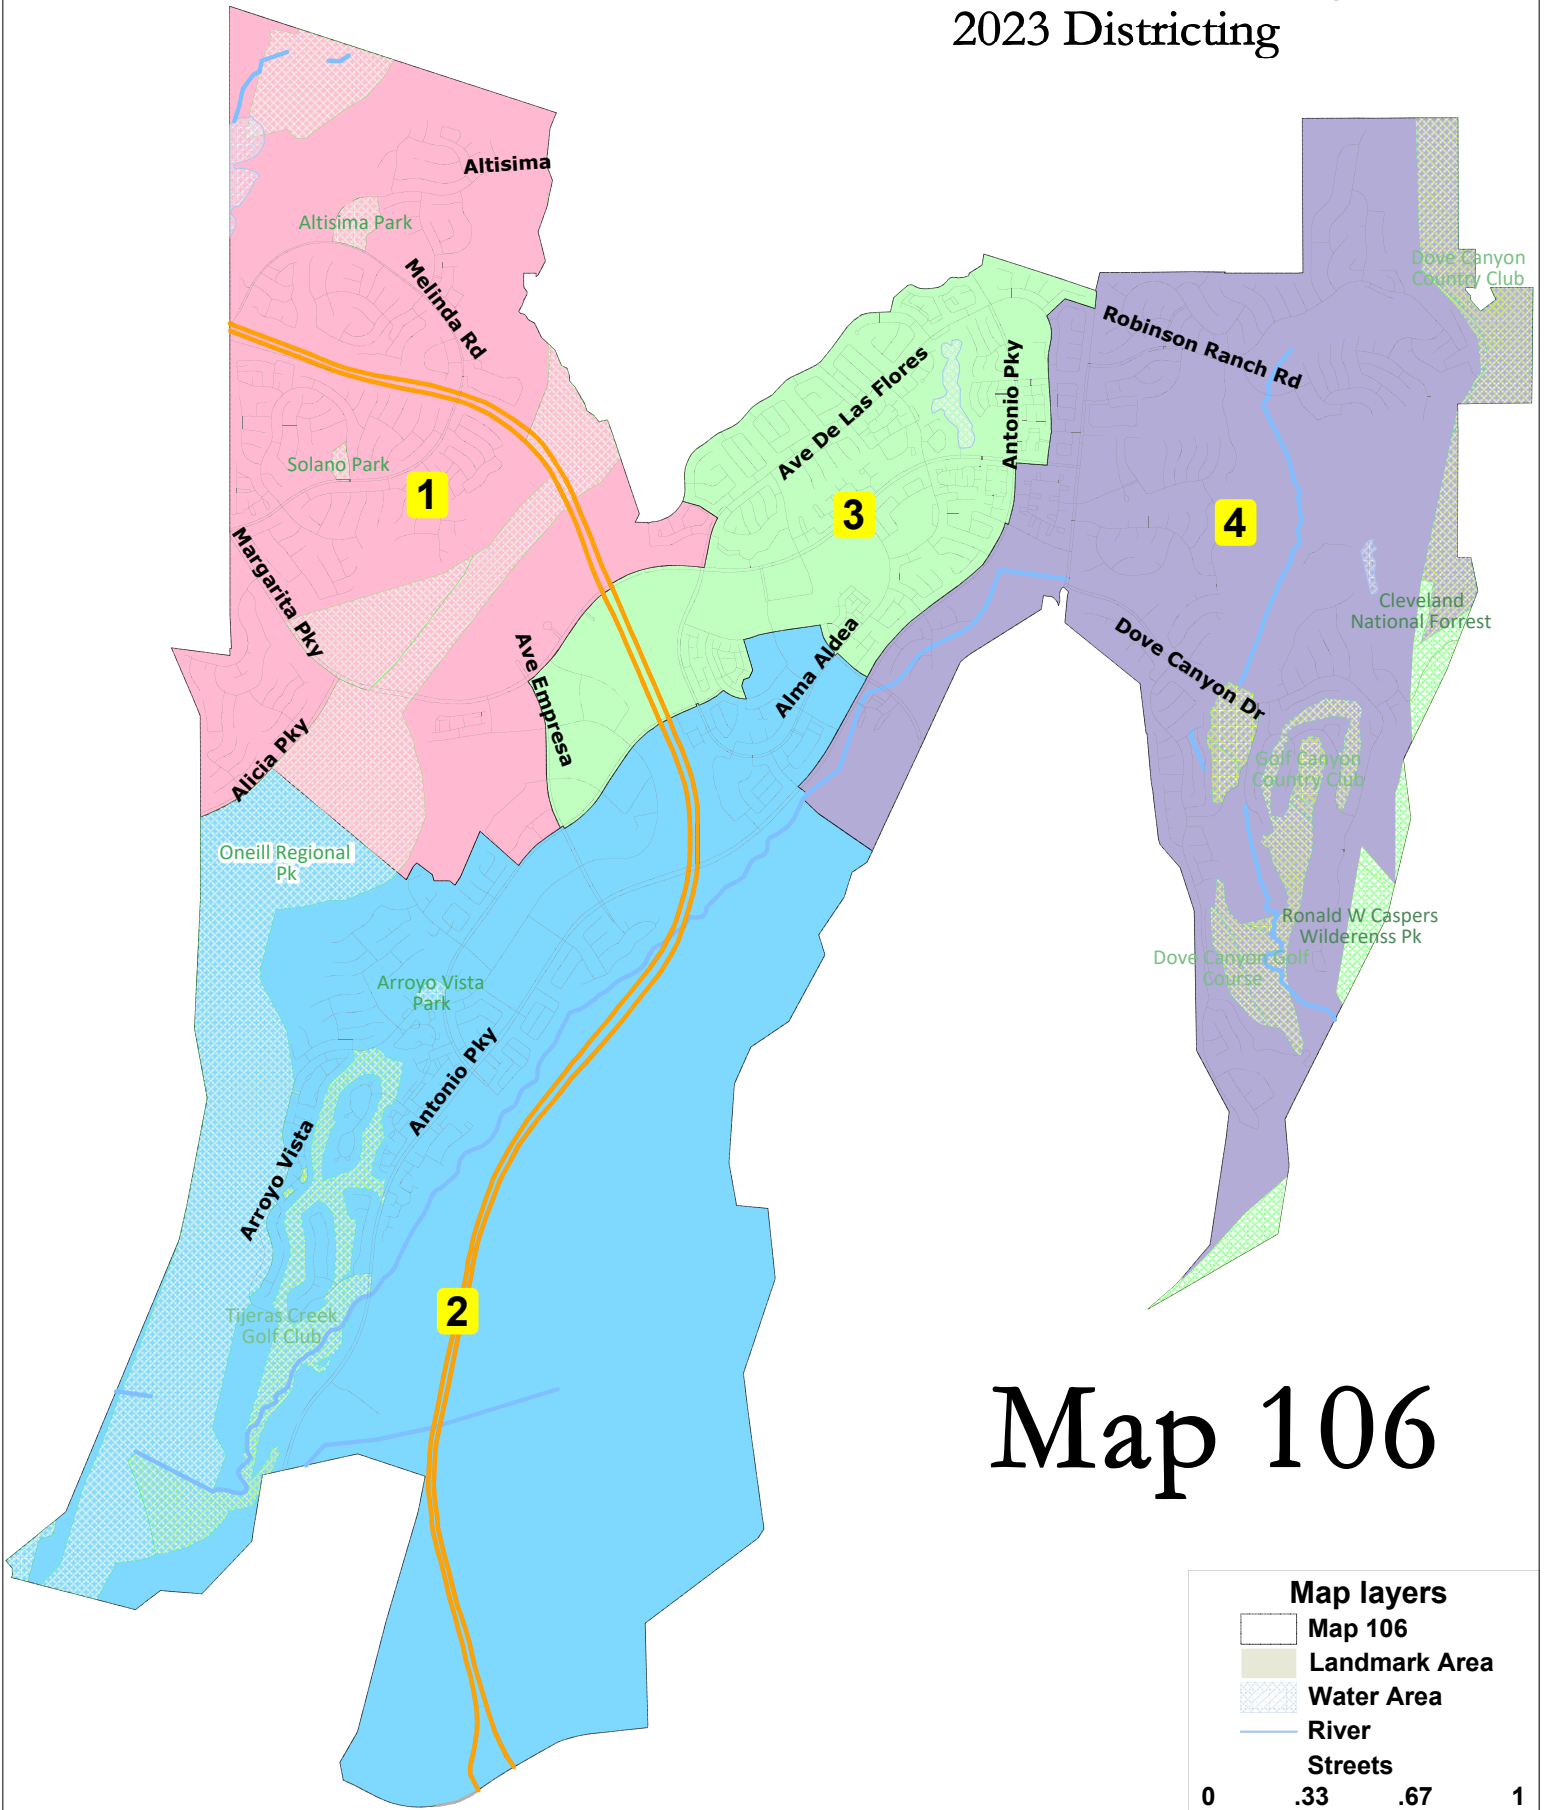 2023 Districting
Altisima
Altisima Park
Melinda Rd
Solano Park
1
Margarita Pky
Alicia Pky
Ave Empresa
Ave De Las Flores
Antonio Pky
3
Alma Aldea
Robinson Ranch Rd
Dove Canyon
Country Club
4
Cleveland
National Forrest
Dove Canyon Dr
Golf Canyon
Country Club
Ronald W Caspers
Wilderenss Pk
Dove Canyon Golf
Course
Oneill Regional
Pk
Arroyo Vista
Park
Antonio Pky
Arroyo Vista
Tijeras Creek
Golf Club
2
Map 106
Map layers
Map 106
Landmark Area
Water Area
River
Streets
0 .33 .67 1